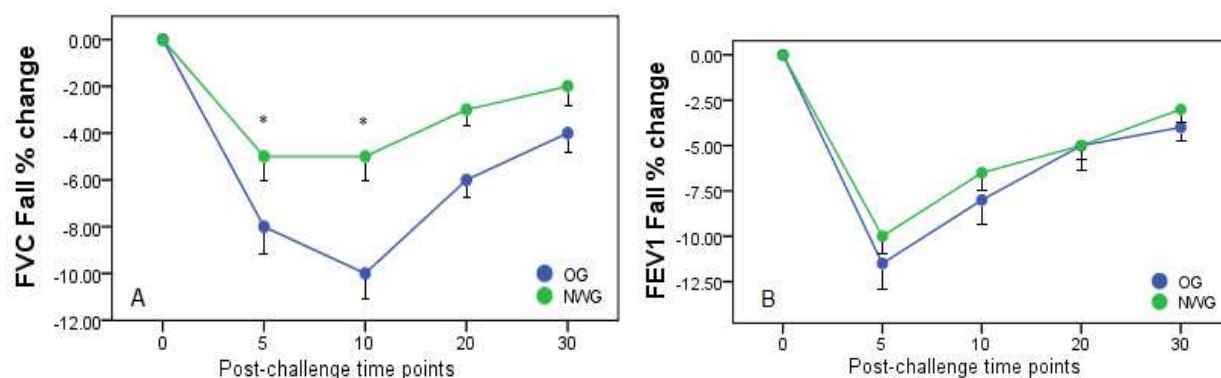 FVC Fall % change
0.00
-2.00
-4.00
-6.00
-8.00
-10.00
-12.00
*
*
A
OG
NWG
0 5 10 20 30
Post-challenge time points
FEV1 Fall % change
0.00
-2.50
-5.00
-7.50
-10.00
-12.50
B
OG
NWG
0 5 10 20 30
Post-challenge time points